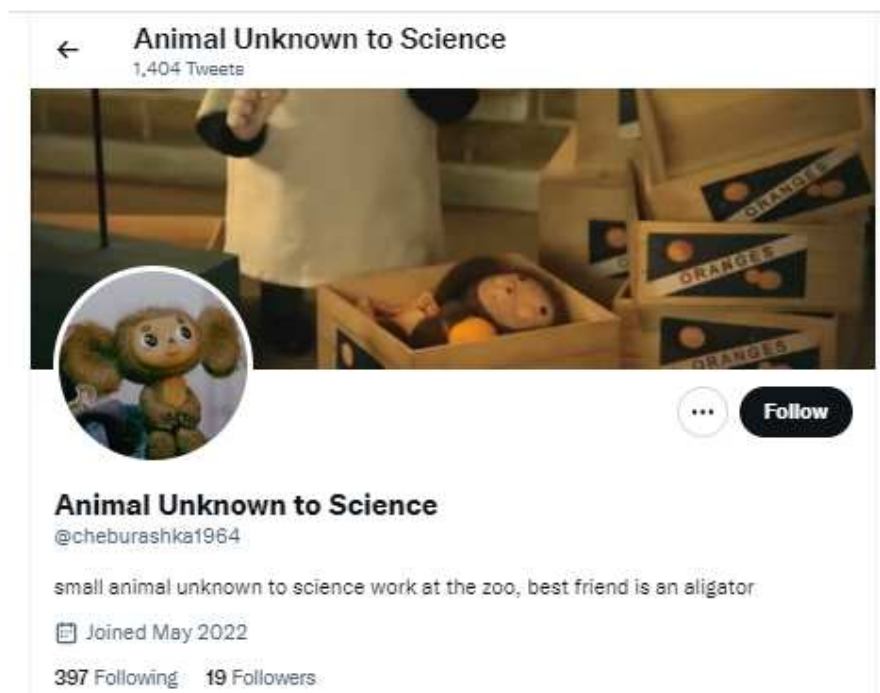 Animal Unknown to Science
1,404 Tweets
ORANGES
ORANGES
ORANGES
Follow
Animal Unknown to Science
@cheburashka1964
small animal unknown to science work at the zoo, best friend is an aligator
Joined May 2022
397 Following 19 Followers